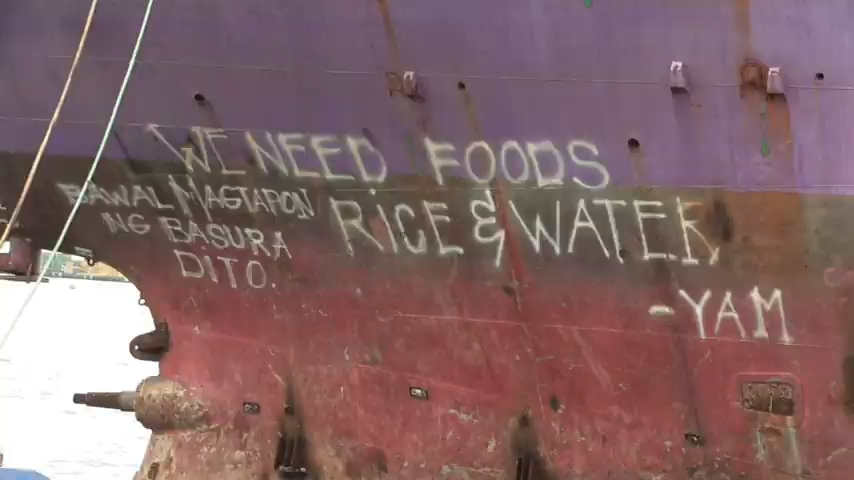 WE NEED FOODS
RICE & WATER
-YAM
BAWAL MAGTAPON
NG BASURA
DITO.